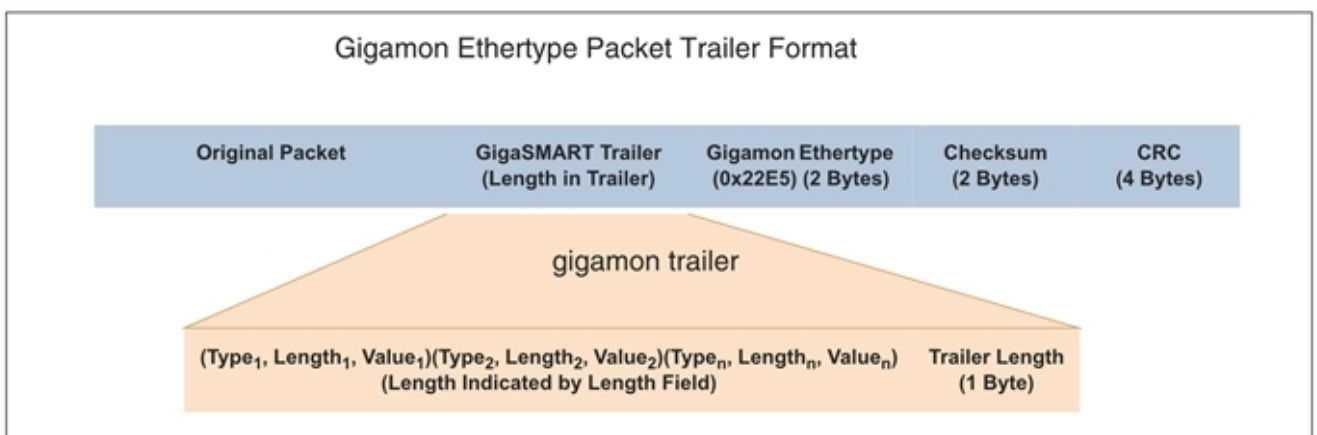 Gigamon Ethertype Packet Trailer Format
Original Packet
GigaSMART Trailer
(Length in Trailer)
Gigamon Ethertype
(0x22E5) (2 Bytes)
Checksum
(2 Bytes)
CRC
(4 Bytes)
gigamon trailer
(Type₁, Length₁, Value₁)(Type₂, Length₂, Value₂)(Typeₙ, Lengthₙ, Valueₙ)
(Length Indicated by Length Field)
Trailer Length
(1 Byte)